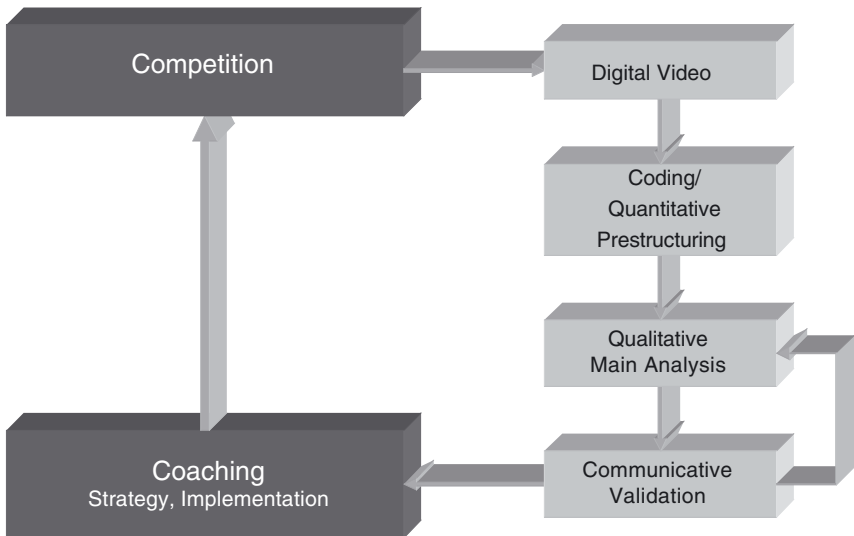 Competition
Digital Video
Coding/
Quantitative
Prestructuring
Qualitative
Main Analysis
Communicative
Validation
Coaching
Strategy, Implementation